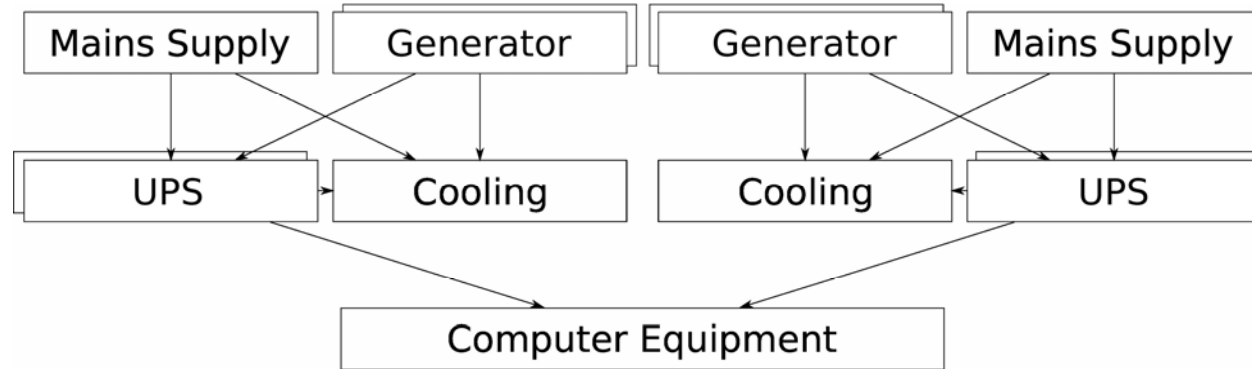 Mains Supply
Generator
Generator
Mains Supply
UPS
Cooling
Cooling
UPS
Computer Equipment